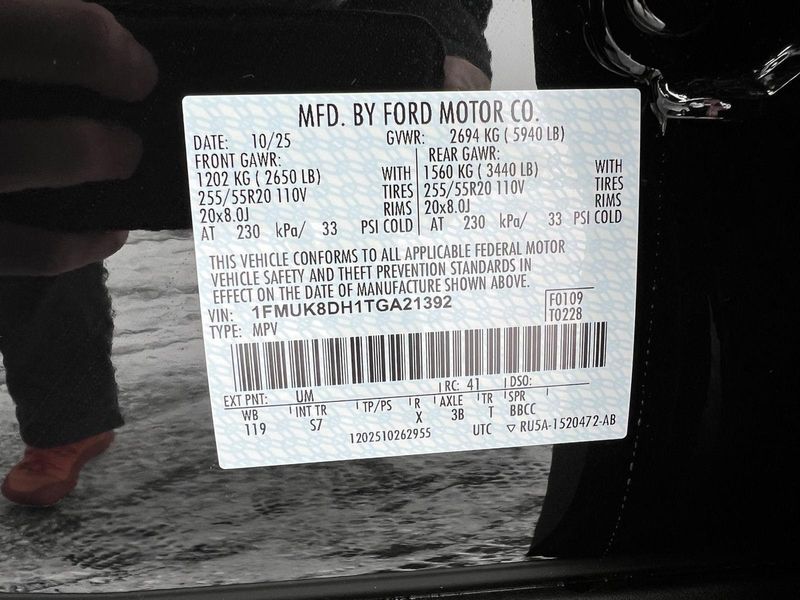 MFD. BY FORD MOTOR CO.
DATE: 10/25 GVWR: 2694 KG ( 5940 LB)
FRONT GAWR: REAR GAWR:
1202 KG ( 2650 LB) WITH 1560 KG ( 3440 LB) WITH
255/55R20 110V TIRES 255/55R20 110V TIRES
20x8.0J RIMS 20x8.0J RIMS
AT 230 kPa/ 33 PSI COLD AT 230 kPa/ 33 PSI COLD
THIS VEHICLE CONFORMS TO ALL APPLICABLE FEDERAL MOTOR
VEHICLE SAFETY AND THEFT PREVENTION STANDARDS IN
EFFECT ON THE DATE OF MANUFACTURE SHOWN ABOVE.
VIN: 1FMUK8DH1TGA21392 F0109
TYPE: MPV T0228
EXT PNT: UM RC: 41 DSO:
WB INT TR TP/PS R AXLE TR SPR
119 S7 X 3B T BBCC
1202510262955 UTC ▽ RU5A-1520472-AB